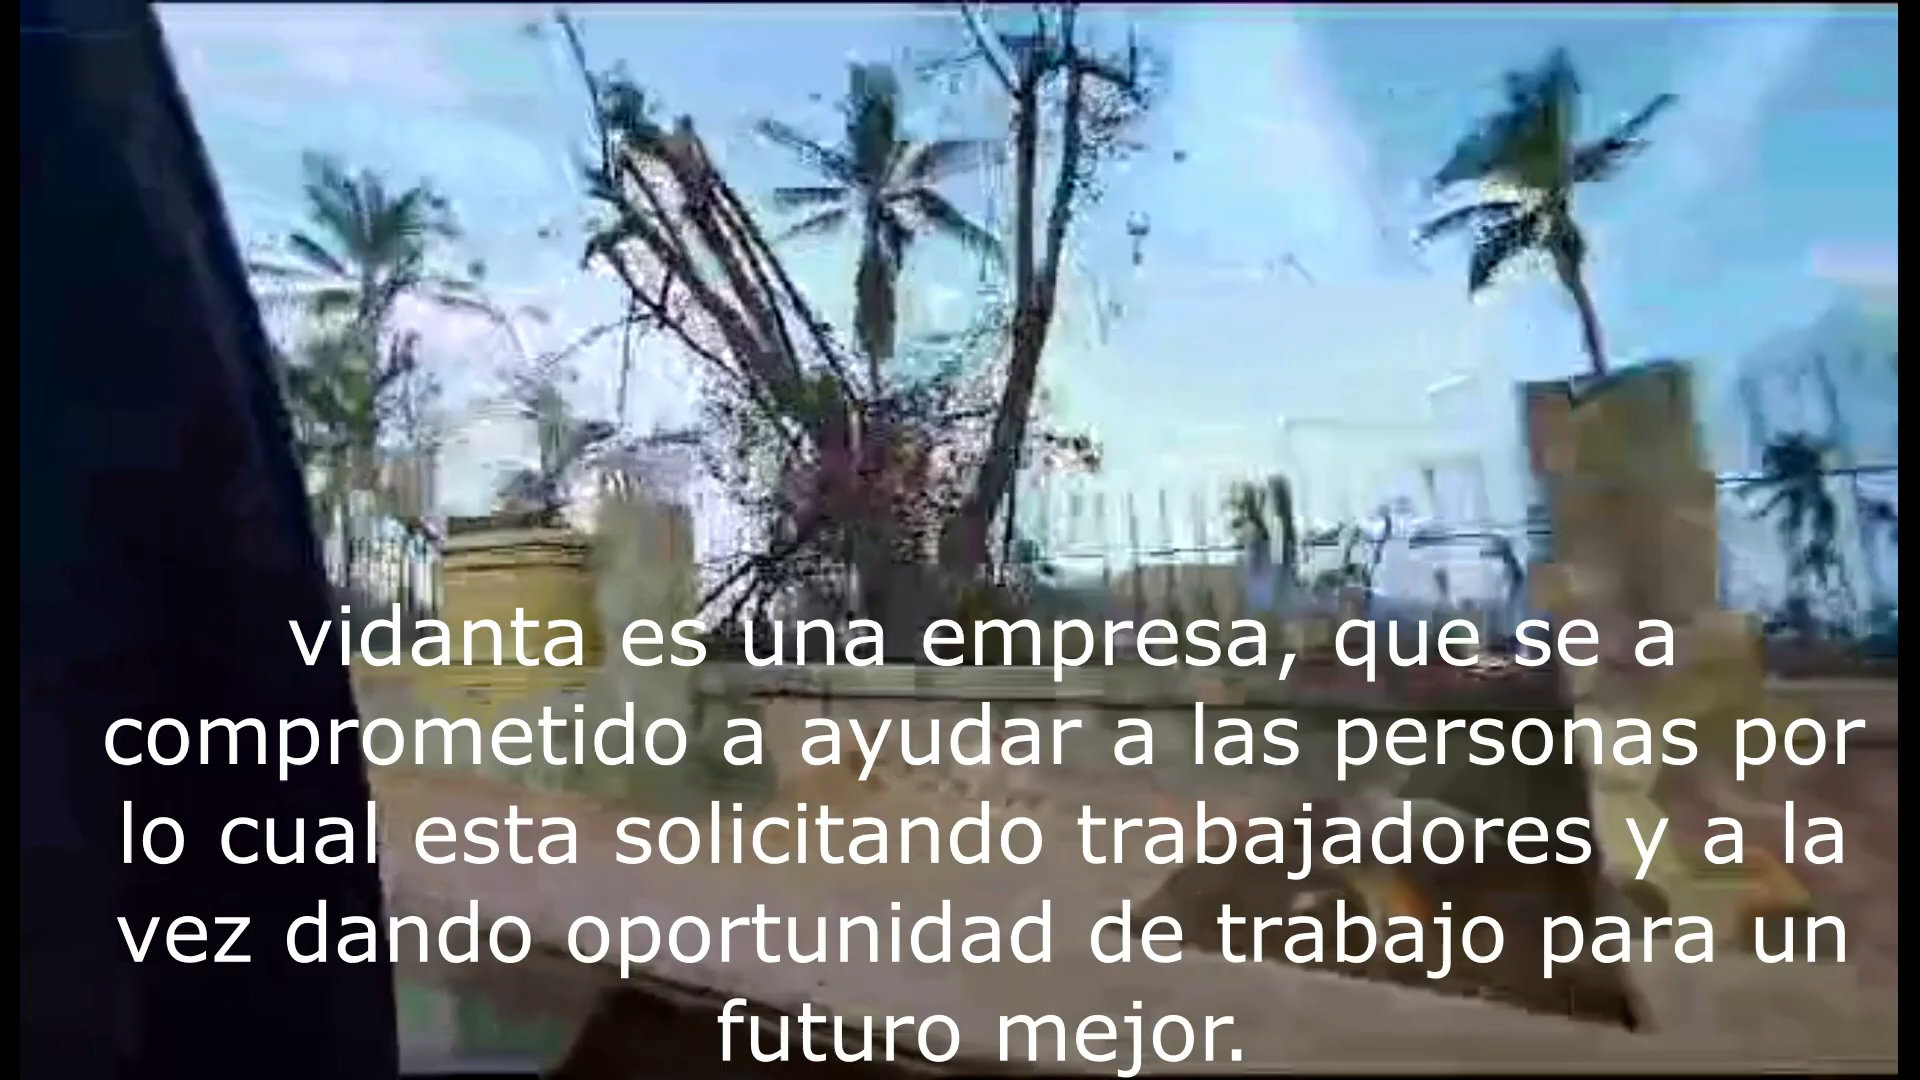 vidanta es una empresa, que se a
comprometido a ayudar a las personas por
lo cual esta solicitando trabajadores y a la
vez dando oportunidad de trabajo para un
futuro mejor.